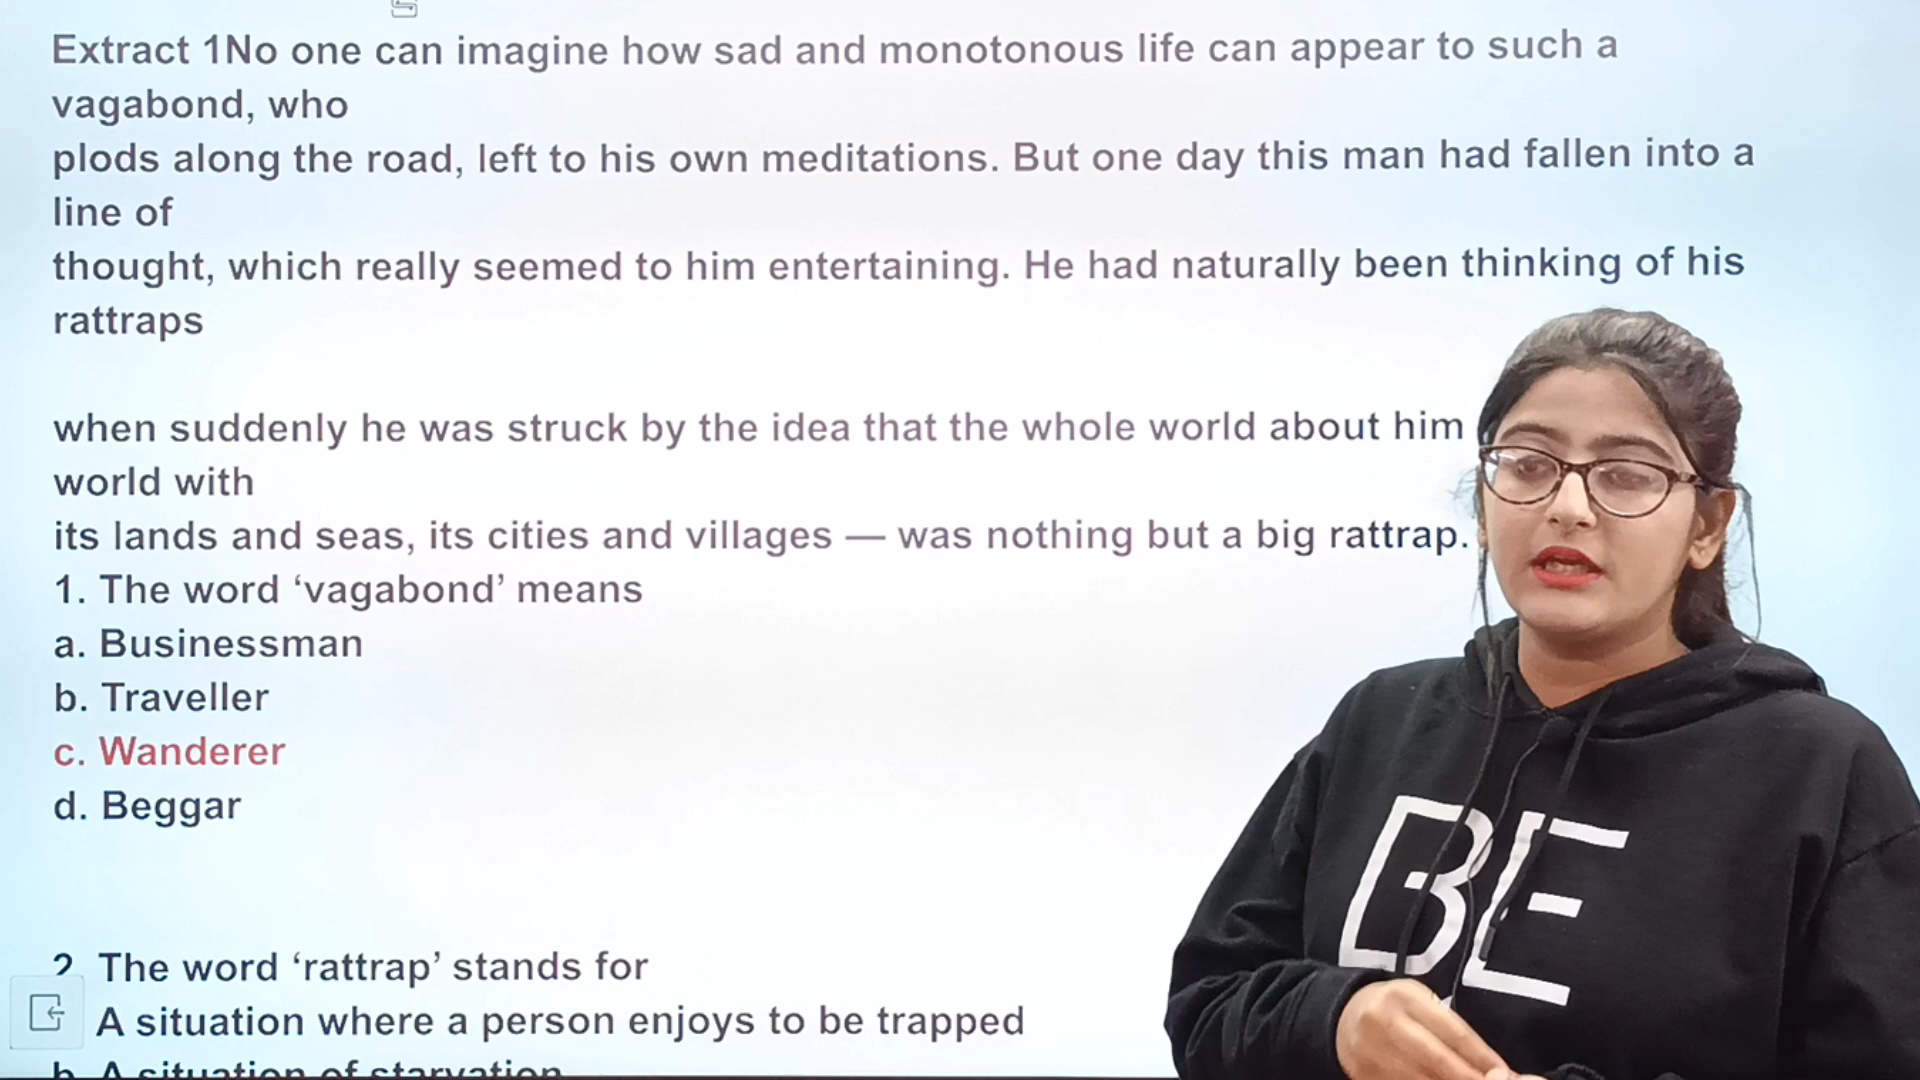 Extract 1No one can imagine how sad and monotonous life can appear to such a
vagabond, who
plods along the road, left to his own meditations. But one day this man had fallen into a
line of
thought, which really seemed to him entertaining. He had naturally been thinking of his
rattraps
when suddenly he was struck by the idea that the whole world about him
world with
its lands and seas, its cities and villages — was nothing but a big rattrap.
1. The word ‘vagabond’ means
a. Businessman
b. Traveller
c. Wanderer
d. Beggar
2 The word ‘rattrap’ stands for
A situation where a person enjoys to be trapped
b A situation of starvation
BE